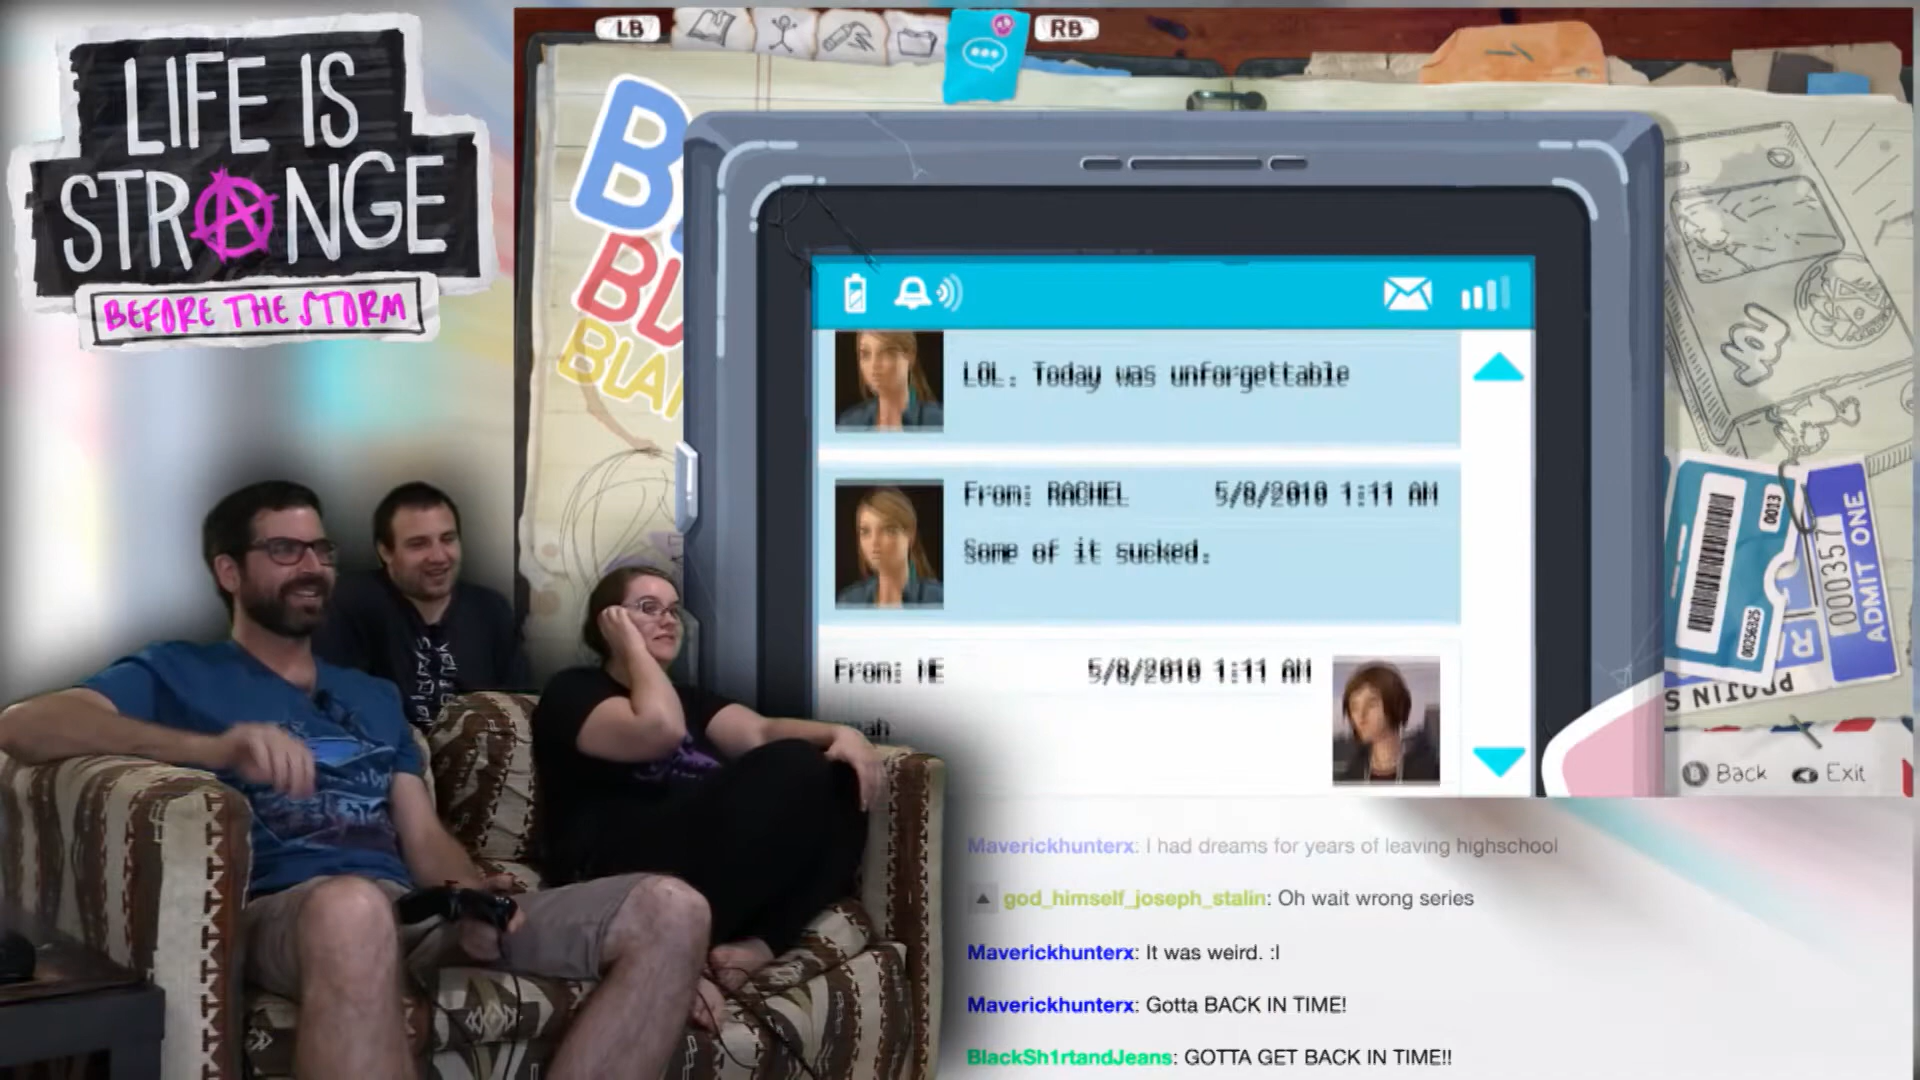 LIFE IS
STRANGE
BEFORE THE STORM
LB
RB
LOL. Today was unforgettable
From: RACHEL 5/8/2010 1:11 AM
Some of it sucked.
From: ME 5/8/2010 1:11 AM
0013
00256325
000357
ADMIT ONE
Back
Exit
Maverickhunterx: I had dreams for years of leaving highschool
god_himself_joseph_stalin: Oh wait wrong series
Maverickhunterx: It was weird. :l
Maverickhunterx: Gotta BACK IN TIME!
BlackSh1rtandJeans: GOTTA GET BACK IN TIME!!